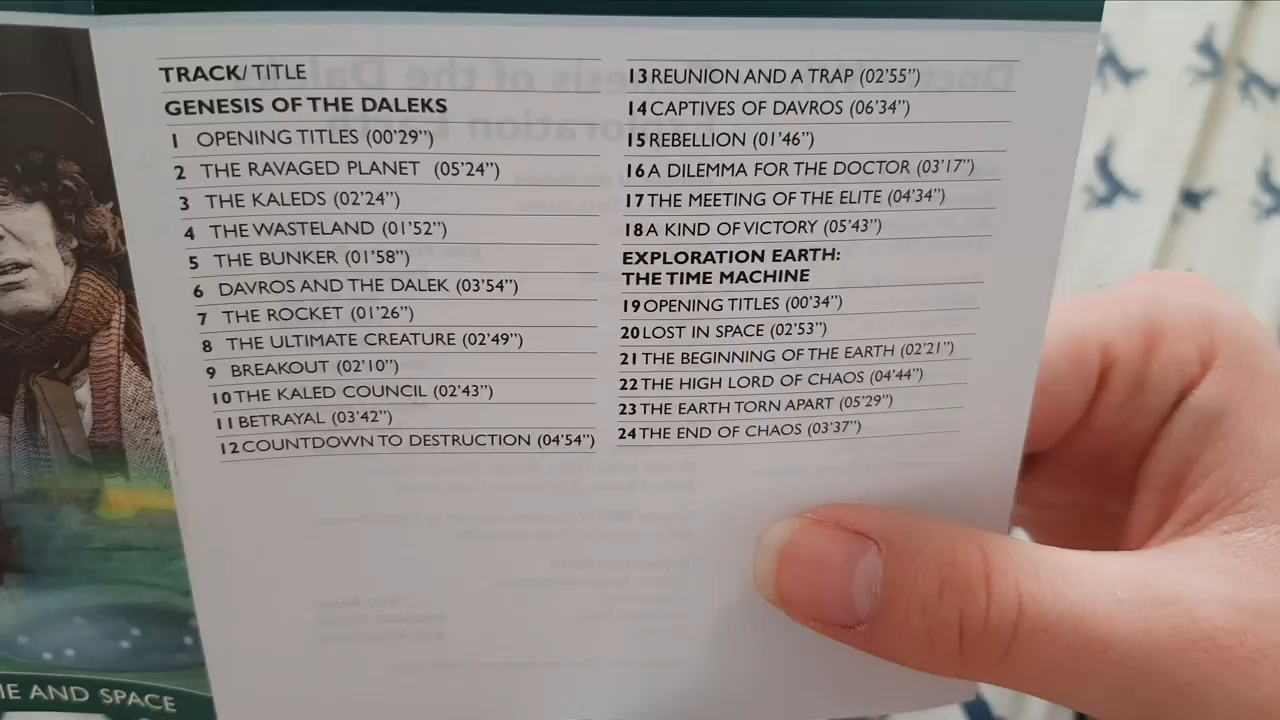 TRACK/ TITLE
GENESIS OF THE DALEKS
1 OPENING TITLES (00'29")
2 THE RAVAGED PLANET (05'24")
3 THE KALEDS (02'24")
4 THE WASTELAND (01'52")
5 THE BUNKER (01'58")
6 DAVROS AND THE DALEK (03'54")
7 THE ROCKET (01'26")
8 THE ULTIMATE CREATURE (02'49")
9 BREAKOUT (02'10")
10 THE KALED COUNCIL (02'43")
11 BETRAYAL (03'42")
12 COUNTDOWN TO DESTRUCTION (04'54")
13 REUNION AND A TRAP (02'55")
14 CAPTIVES OF DAVROS (06'34")
15 REBELLION (01'46")
16 A DILEMMA FOR THE DOCTOR (03'17")
17 THE MEETING OF THE ELITE (04'34")
18 A KIND OF VICTORY (05'43")
EXPLORATION EARTH:
THE TIME MACHINE
19 OPENING TITLES (00'34")
20 LOST IN SPACE (02'53")
21 THE BEGINNING OF THE EARTH (02'21")
22 THE HIGH LORD OF CHAOS (04'44")
23 THE EARTH TORN APART (05'29")
24 THE END OF CHAOS (03'37")
AND SPACE